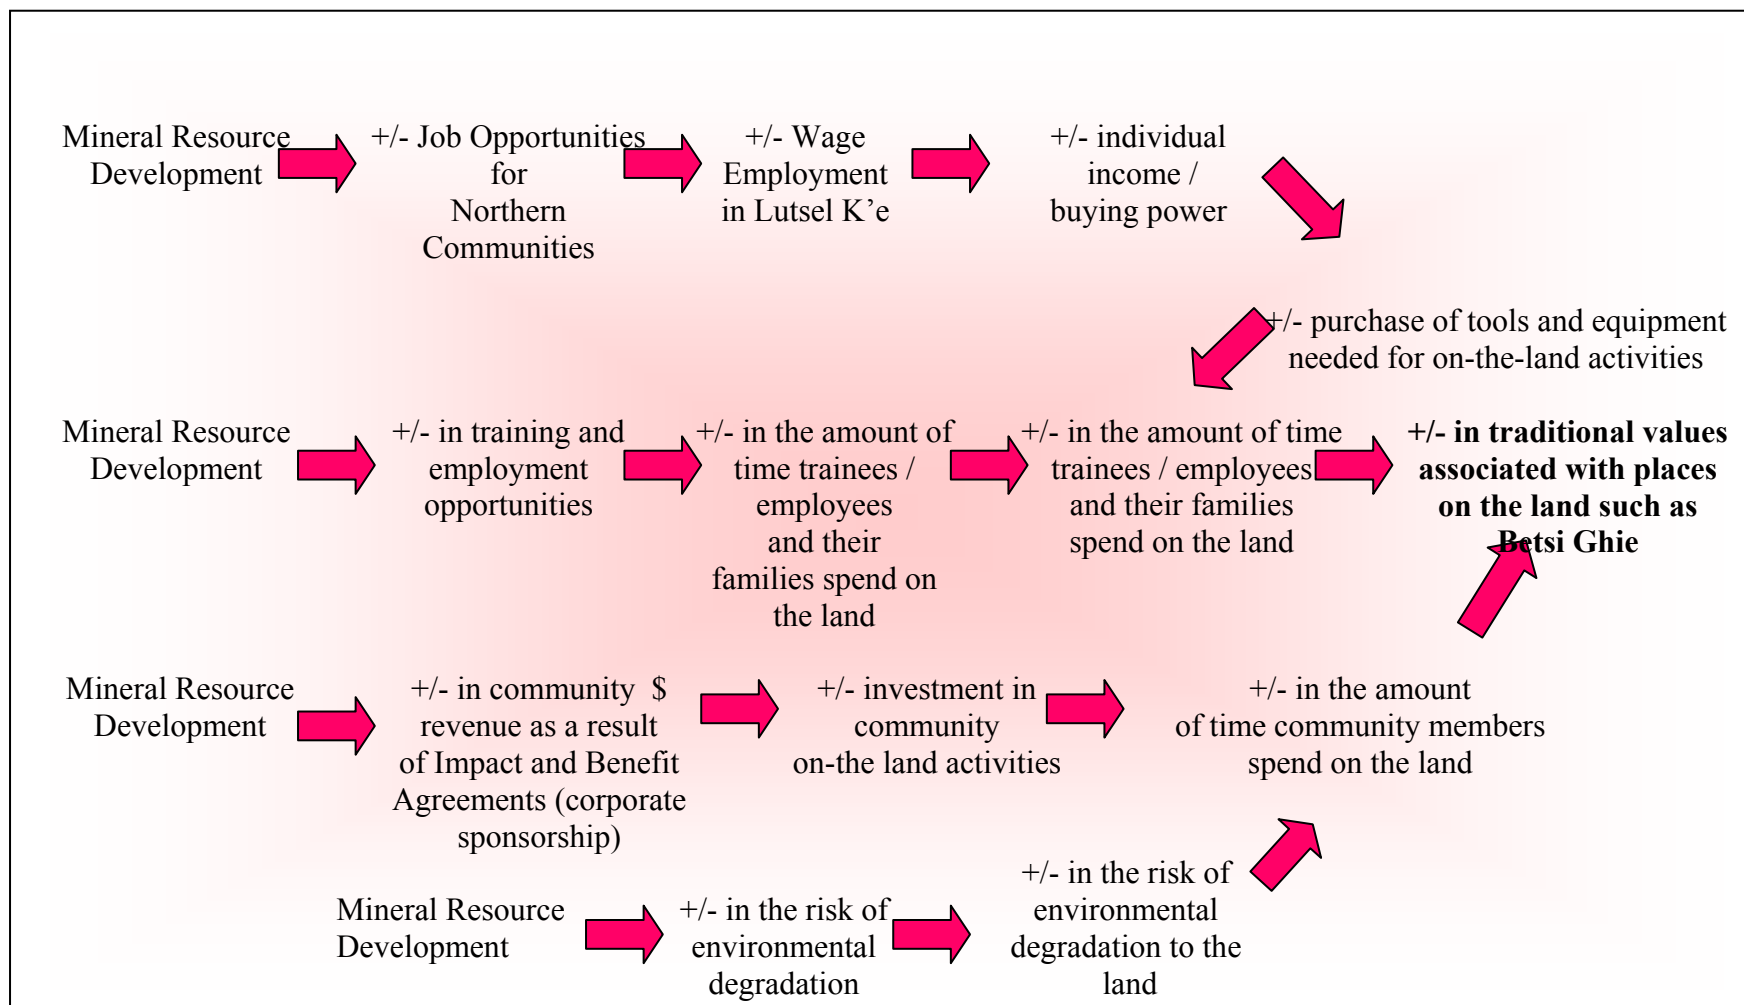 Mineral Resource
Development
+/- Job Opportunities
for
Northern
Communities
+/- Wage
Employment
in Lutsel K’e
+/- individual
income /
buying power
+/- purchase of tools and equipment
needed for on-the-land activities
Mineral Resource
Development
+/- in training and
employment
opportunities
+/- in the amount of
time trainees /
employees
and their
families spend on
the land
+/- in the amount of time
trainees / employees
and their families
spend on the land
+/- in traditional values
associated with places
on the land such as
Betsi Ghie
Mineral Resource
Development
+/- in community $
revenue as a result
of Impact and Benefit
Agreements (corporate
sponsorship)
+/- investment in
community
on-the land activities
+/- in the amount
of time community members
spend on the land
Mineral Resource
Development
+/- in the risk of
environmental
degradation
+/- in the risk of
environmental
degradation to the
land